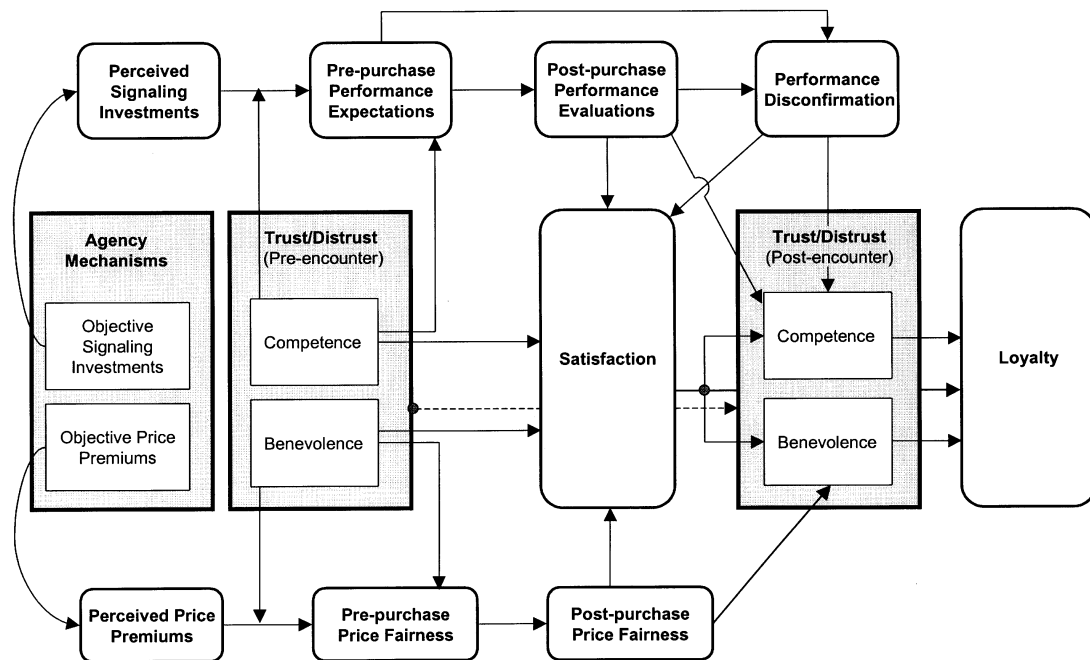 Perceived
Signaling
Investments
Pre-purchase
Performance
Expectations
Post-purchase
Performance
Evaluations
Performance
Disconfirmation
Agency
Mechanisms
Objective
Signaling
Investments
Objective Price
Premiums
Trust/Distrust
(Pre-encounter)
Competence
Benevolence
Satisfaction
Trust/Distrust
(Post-encounter)
Competence
Benevolence
Loyalty
Perceived Price
Premiums
Pre-purchase
Price Fairness
Post-purchase
Price Fairness